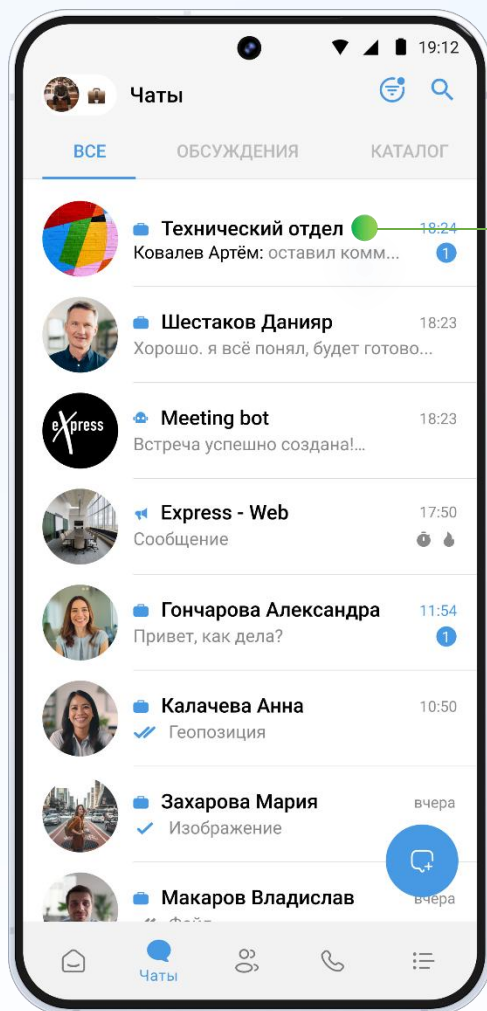 19:12
Чаты
ВСЕ ОБСУЖДЕНИЯ КАТАЛОГ
Технический отдел 18:24
Ковалев Артём: оставил комм... 1
Шестаков Данияр 18:23
Хорошо. я всё понял, будет готово...
eXpress
Meeting bot 18:23
Встреча успешно создана!...
Express - Web 17:50
Сообщение
Гончарова Александра 11:54
Привет, как дела? 1
Калачева Анна 10:50
Геопозиция
Захарова Мария вчера
Изображение
Макаров Владислав вчера
Файл
Чаты